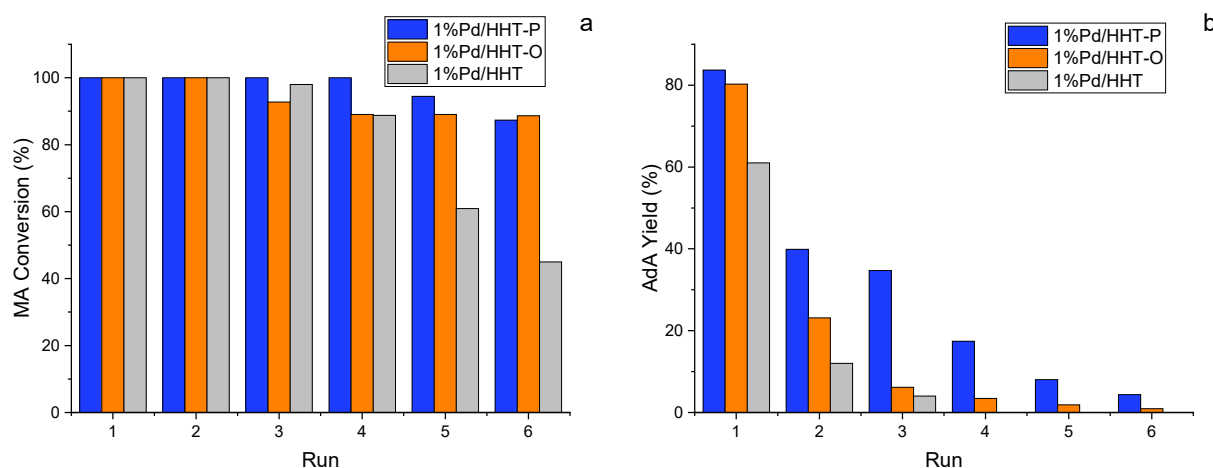 a
1%Pd/HHT-P
1%Pd/HHT-O
1%Pd/HHT
MA Conversion (%)
100
80
60
40
20
0
1 2 3 4 5 6
Run
b
1%Pd/HHT-P
1%Pd/HHT-O
1%Pd/HHT
AdA Yield (%)
80
60
40
20
0
1 2 3 4 5 6
Run